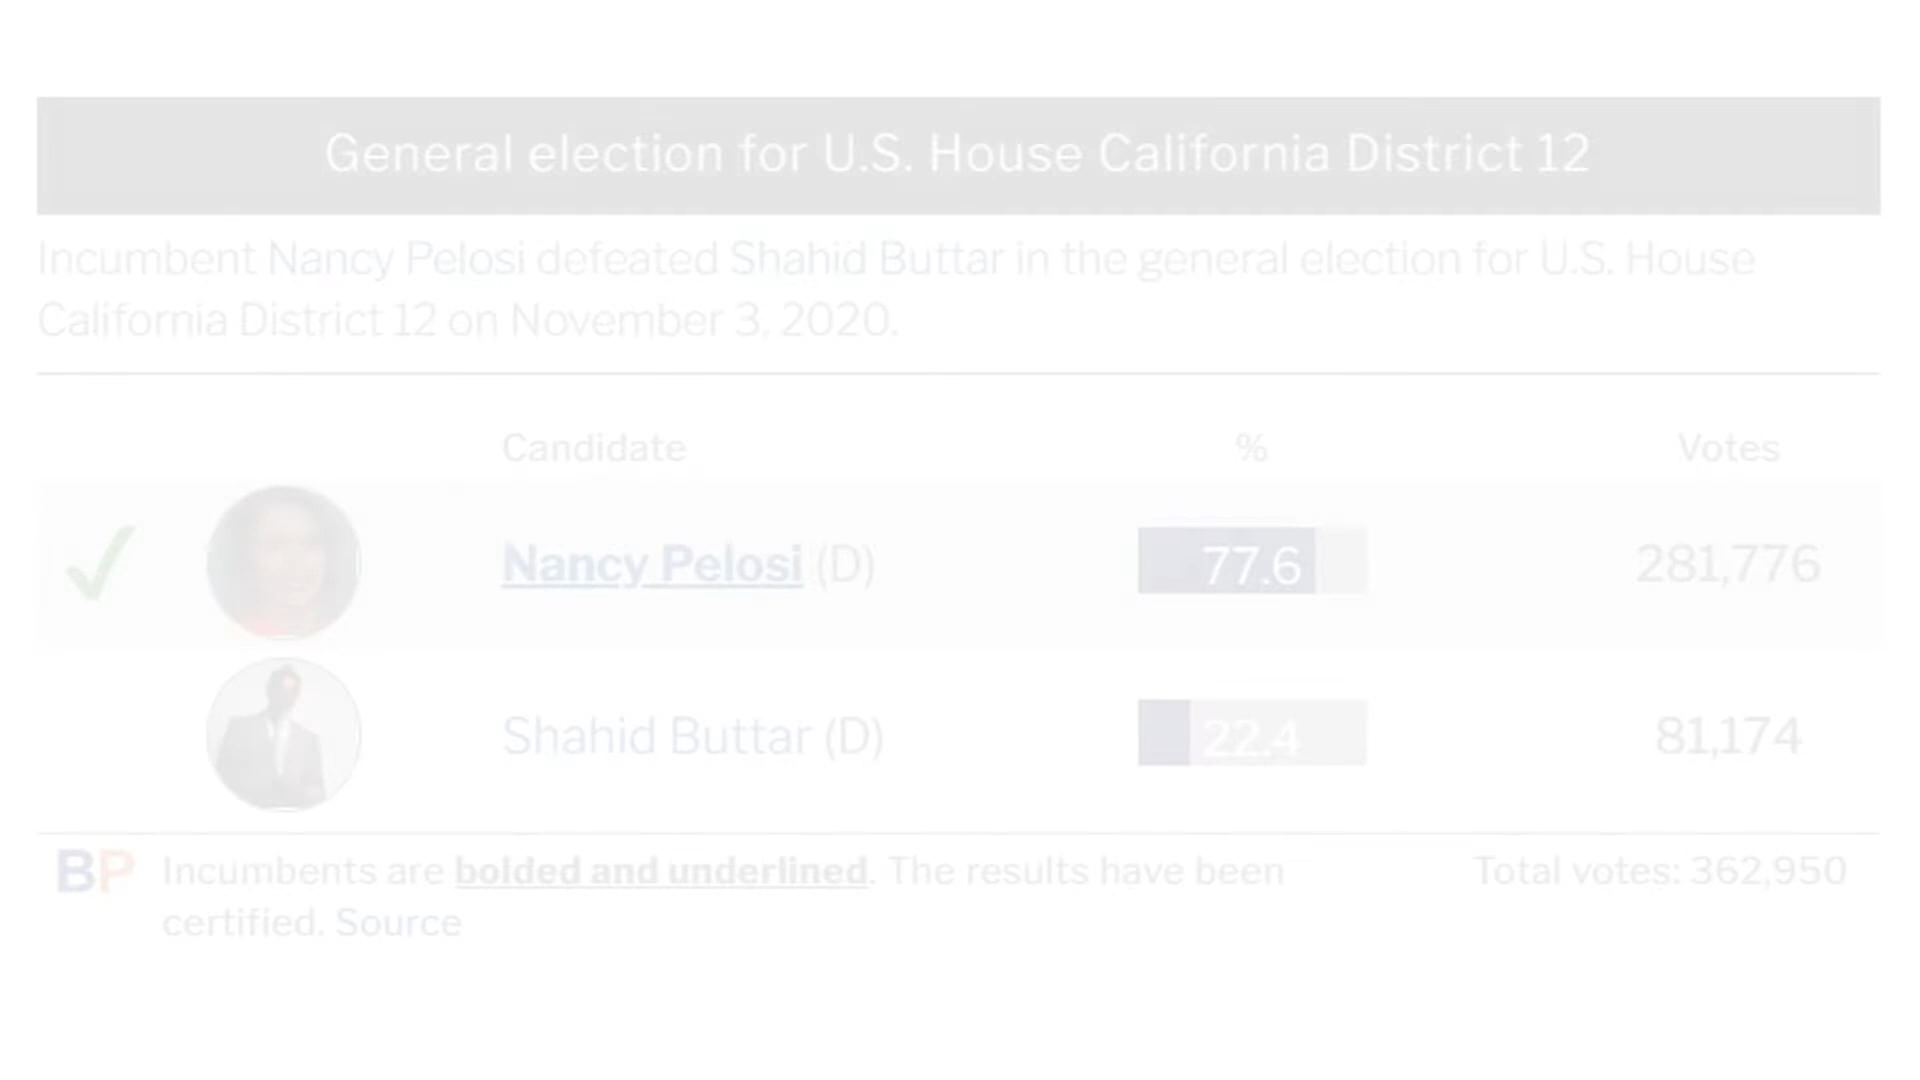 General election for U.S. House California District 12
Incumbent Nancy Pelosi defeated Shahid Buttar in the general election for U.S. House
California District 12 on November 3, 2020.
Candidate % Votes
Nancy Pelosi (D) 77.6 281,776
Shahid Buttar (D) 22.4 81,174
BP Incumbents are bolded and underlined. The results have been Total votes: 362,950
certified. Source